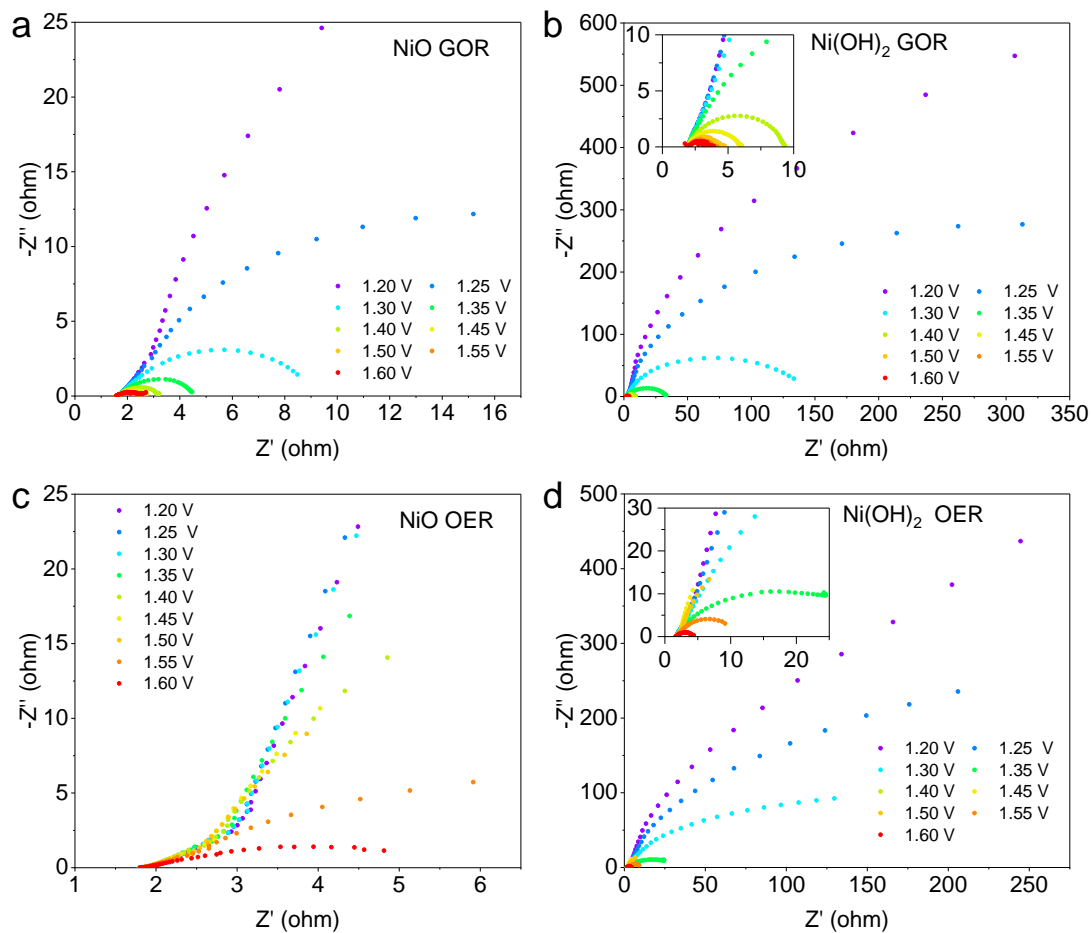 a
NiO GOR
25
20
15
10
5
0
-Z'' (ohm)
1.20 V
1.25 V
1.30 V
1.35 V
1.40 V
1.45 V
1.50 V
1.55 V
1.60 V
0 2 4 6 8 10 12 14 16
Z' (ohm)
b
Ni(OH)2 GOR
600
500
400
300
200
100
0
-Z'' (ohm)
10
5
0
0 5 10
1.20 V
1.25 V
1.30 V
1.35 V
1.40 V
1.45 V
1.50 V
1.55 V
1.60 V
0 50 100 150 200 250 300 350
Z' (ohm)
c
NiO OER
25
20
15
10
5
0
-Z'' (ohm)
1.20 V
1.25 V
1.30 V
1.35 V
1.40 V
1.45 V
1.50 V
1.55 V
1.60 V
1 2 3 4 5 6
Z' (ohm)
d
Ni(OH)2 OER
500
400
300
200
100
0
-Z'' (ohm)
30
20
10
0
0 10 20
1.20 V
1.25 V
1.30 V
1.35 V
1.40 V
1.45 V
1.50 V
1.55 V
1.60 V
0 50 100 150 200 250
Z' (ohm)